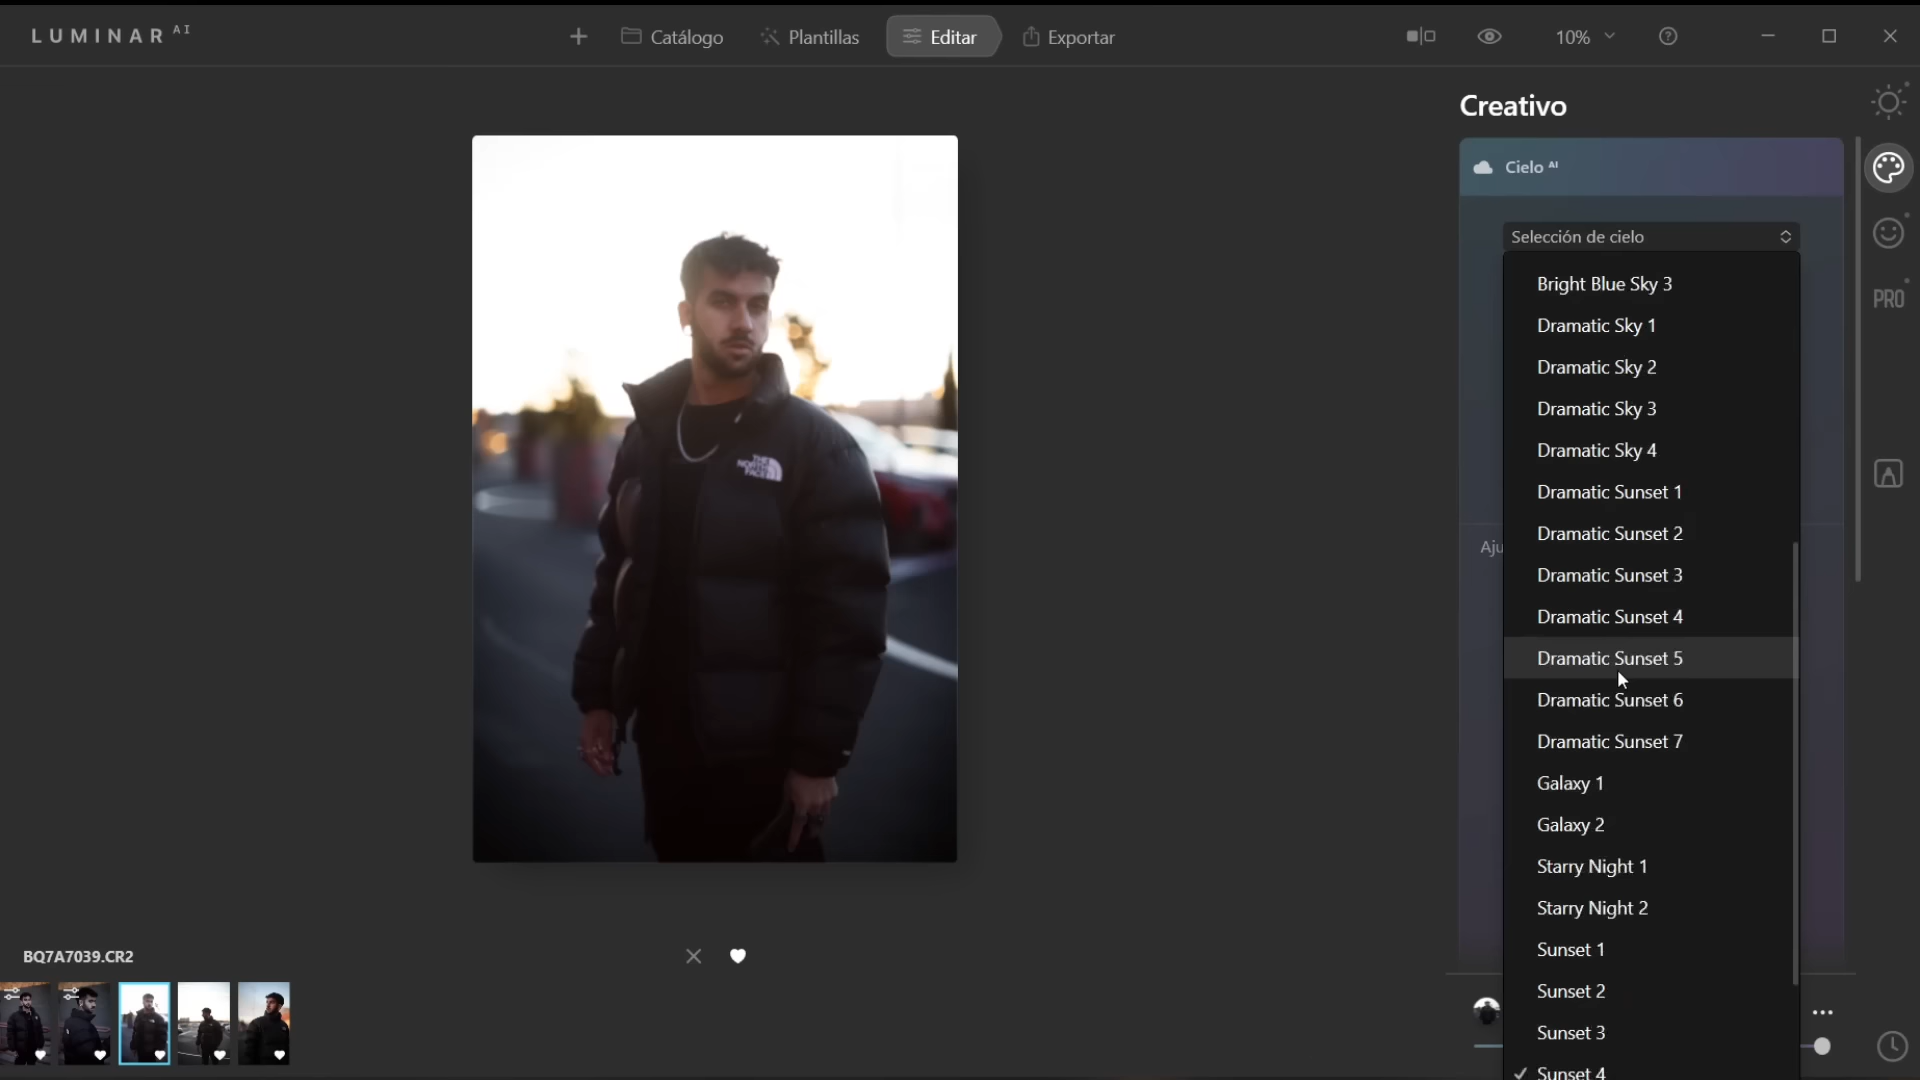 LUMINAR AI
Catálogo
Plantillas
Editar
Exportar
10%
Creativo
Cielo AI
Selección de cielo
Bright Blue Sky 3
Dramatic Sky 1
Dramatic Sky 2
Dramatic Sky 3
Dramatic Sky 4
Dramatic Sunset 1
Dramatic Sunset 2
Dramatic Sunset 3
Dramatic Sunset 4
Dramatic Sunset 5
Dramatic Sunset 6
Dramatic Sunset 7
Galaxy 1
Galaxy 2
Starry Night 1
Starry Night 2
Sunset 1
Sunset 2
Sunset 3
Sunset 4
Aju
PRO
THE
NORTH
FACE
BQ7A7039.CR2